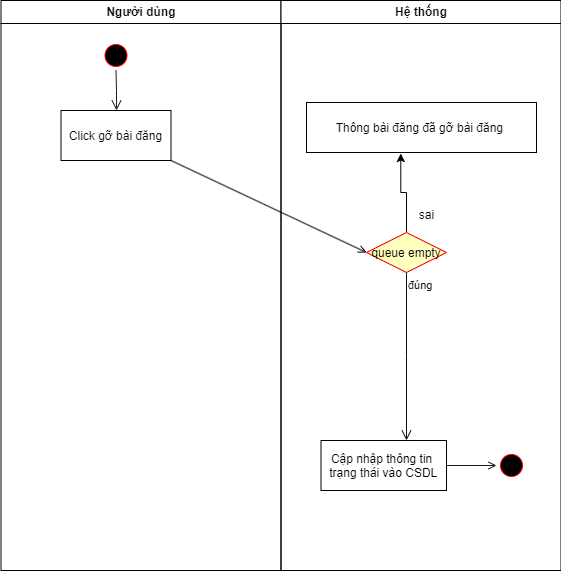 Người dùng
Hệ thống
Click gỡ bài đăng
Thông bài đăng đã gỡ bài đăng
sai
queue empty
đúng
Cập nhập thông tin
trạng thái vào CSDL